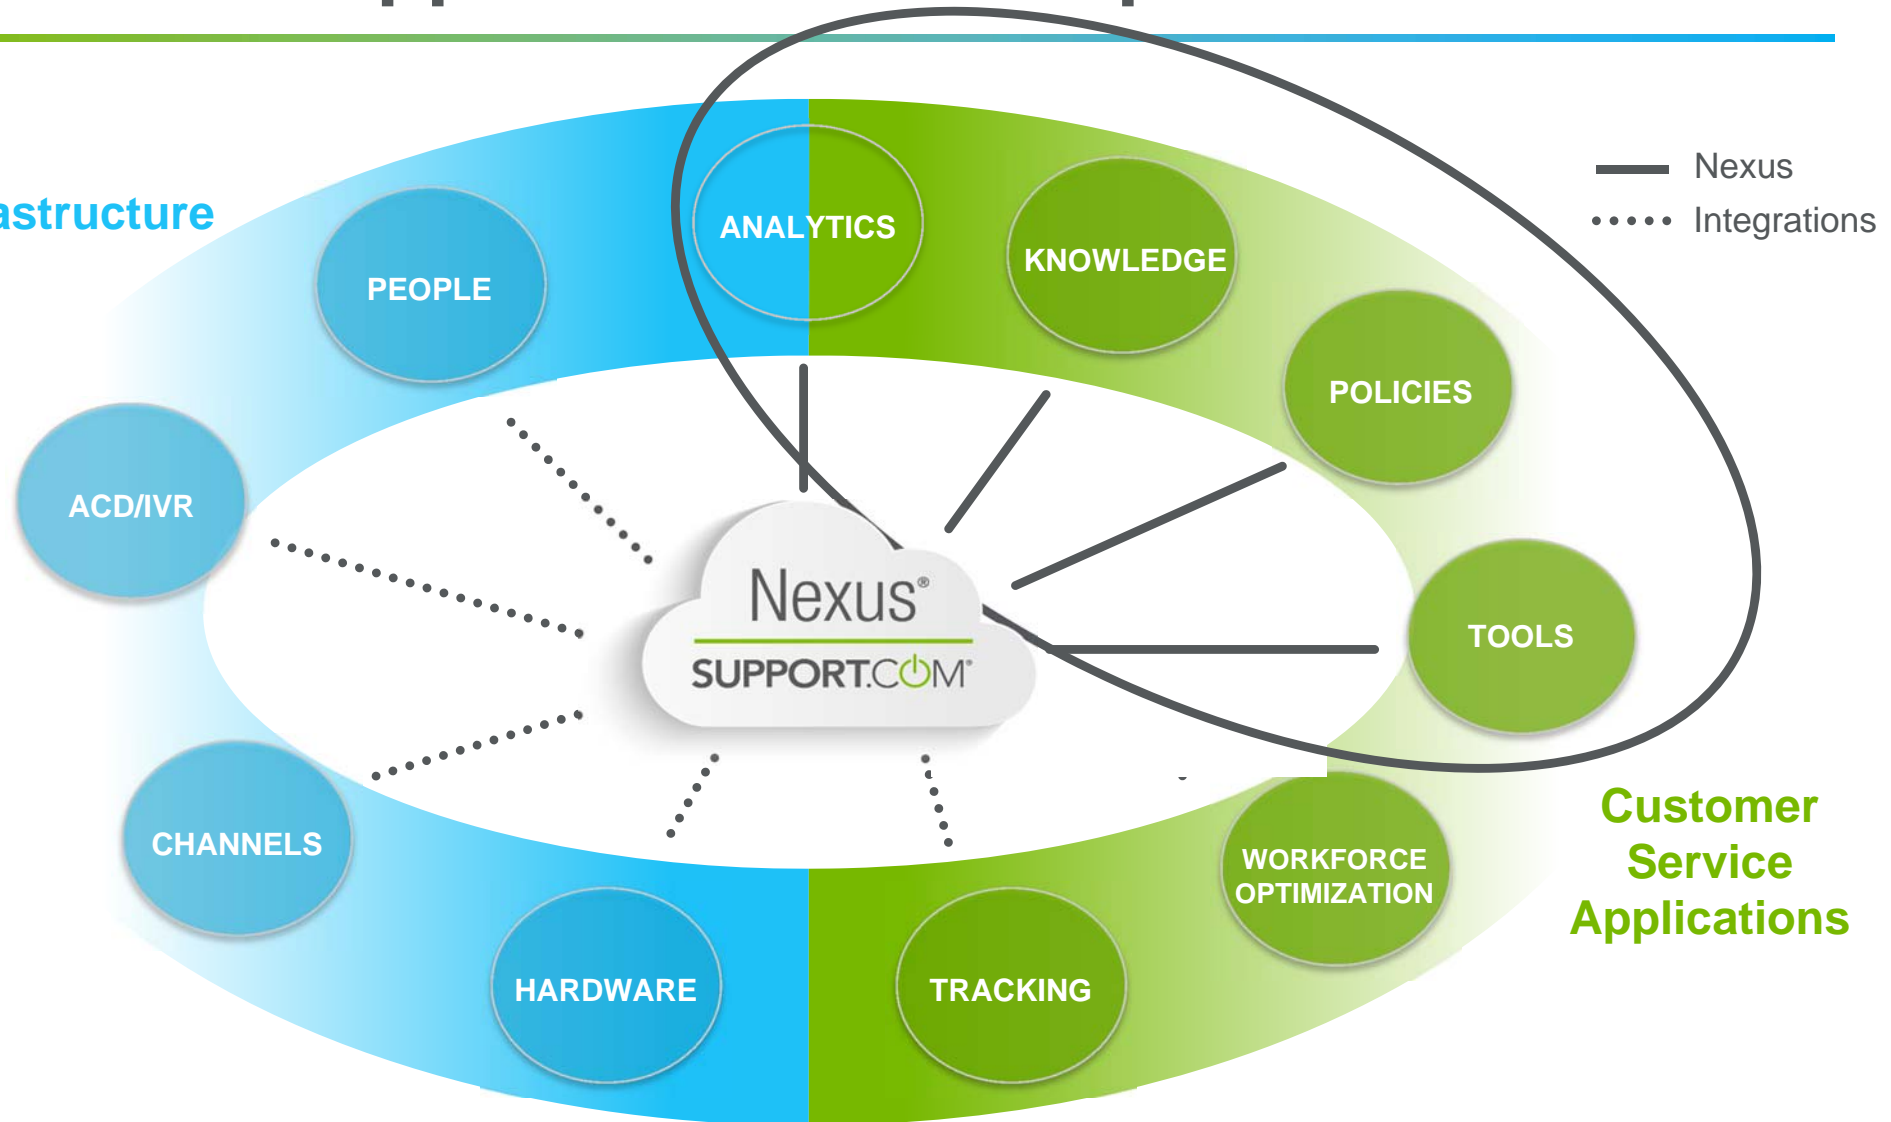 Nexus
Integrations
ANALYTICS
KNOWLEDGE
PEOPLE
POLICIES
ACD/IVR
Nexus®
SUPPORT.COM®
TOOLS
CHANNELS
WORKFORCE
OPTIMIZATION
Customer
Service
Applications
HARDWARE
TRACKING